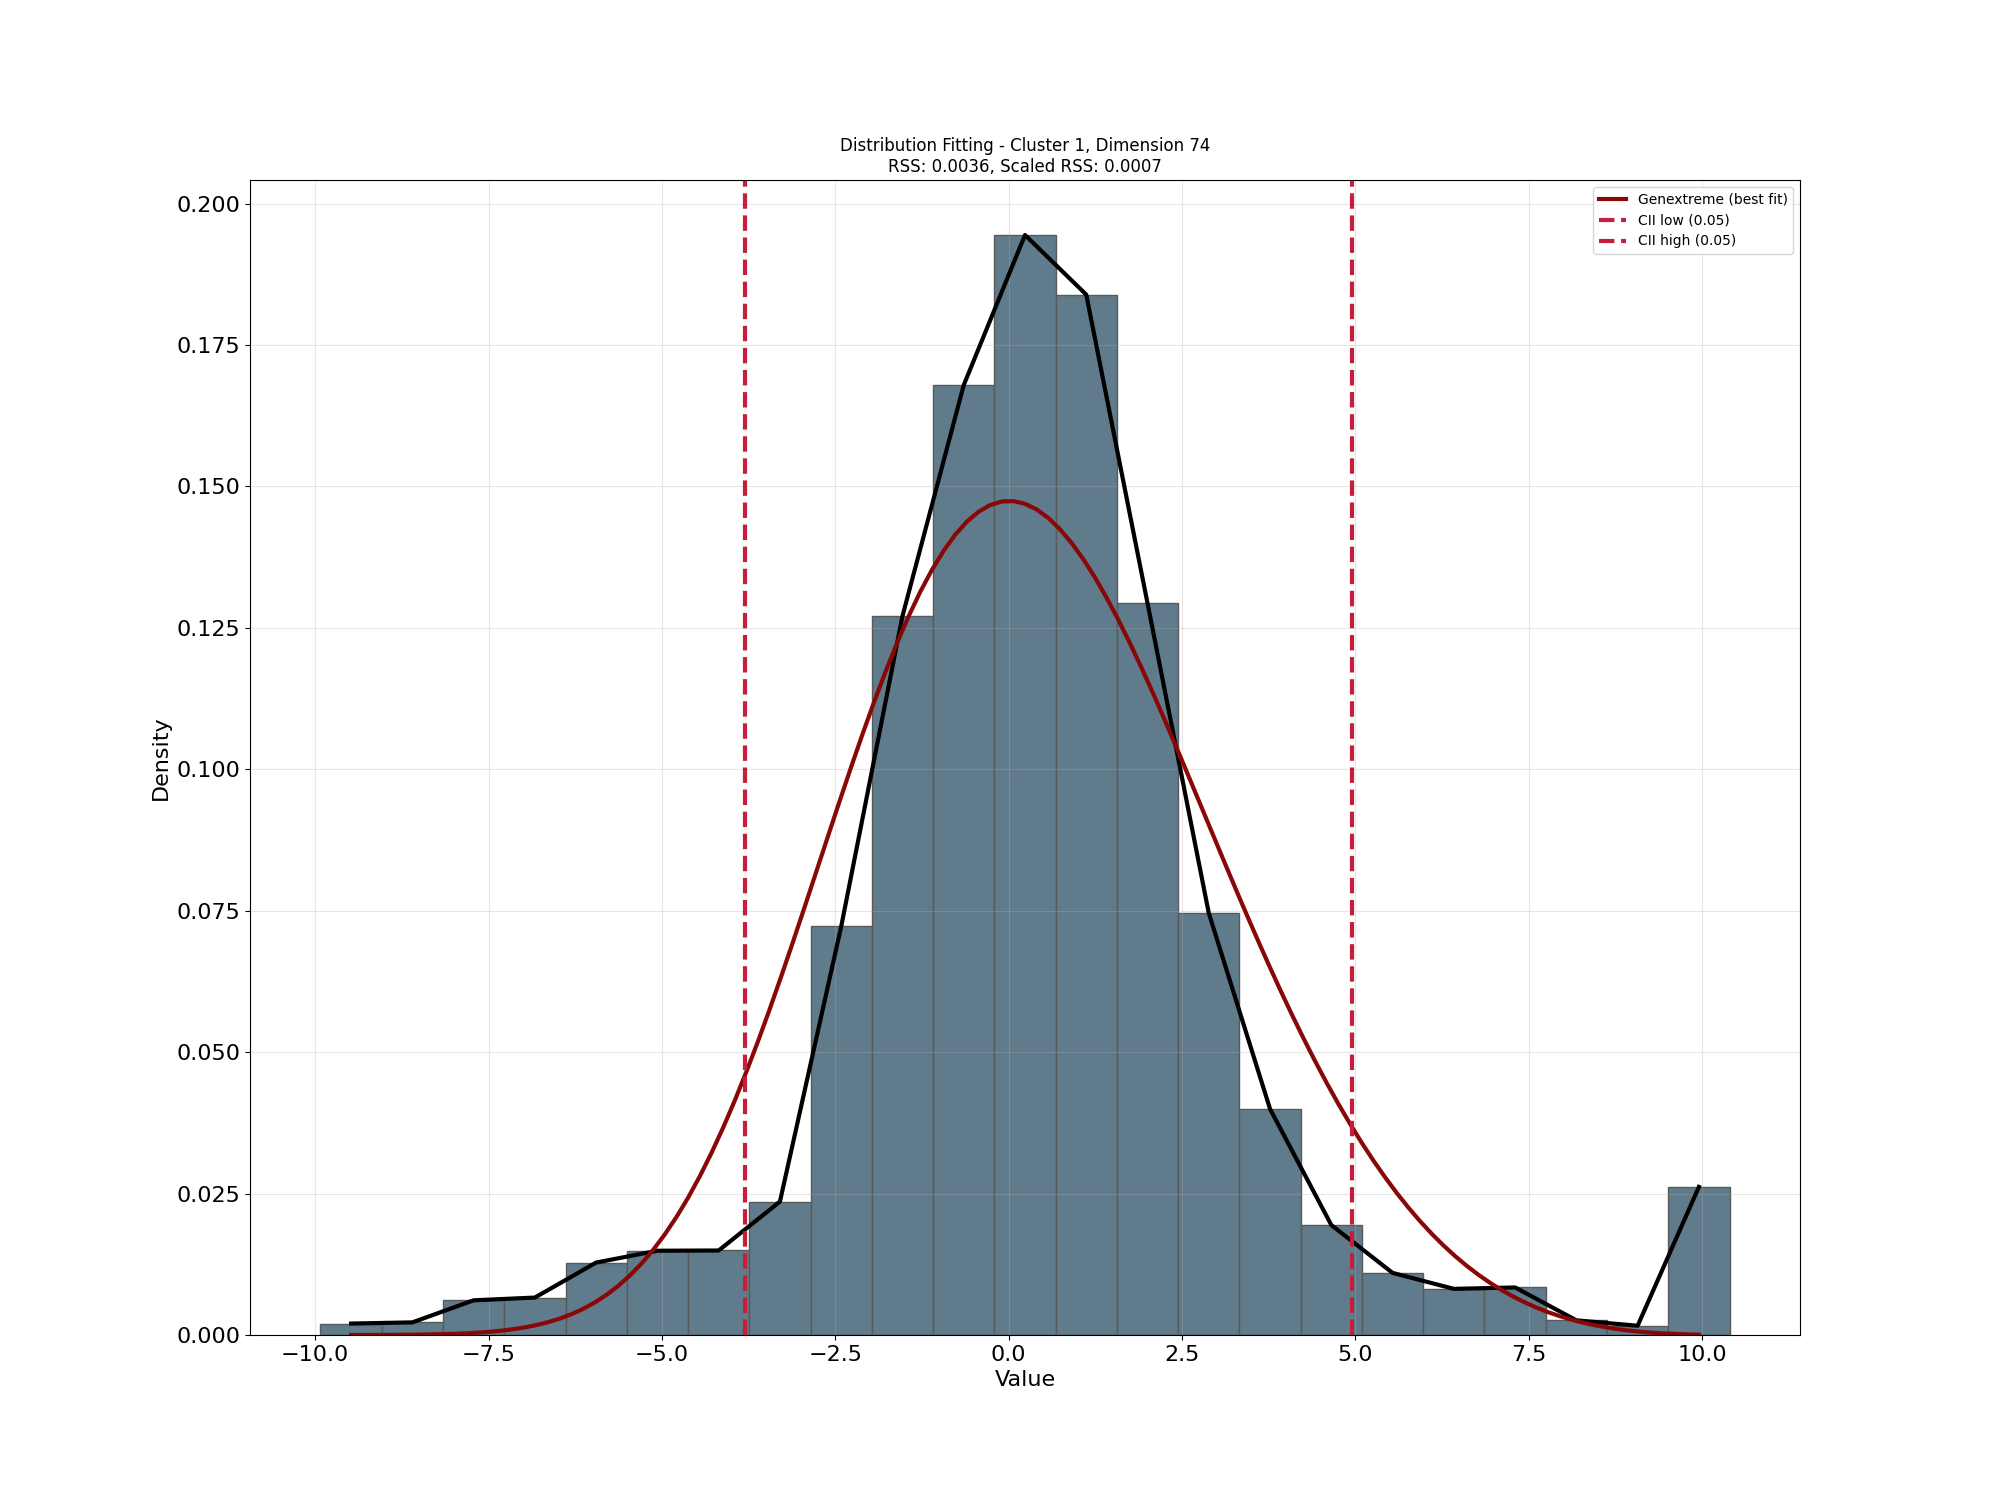 Distribution Fitting - Cluster 1, Dimension 74
RSS: 0.0036, Scaled RSS: 0.0007
Genextreme (best fit)
CII low (0.05)
CII high (0.05)
0.200
0.175
0.150
0.125
0.100
0.075
0.050
0.025
0.000
Density
−10.0 −7.5 −5.0 −2.5 0.0 2.5 5.0 7.5 10.0
Value